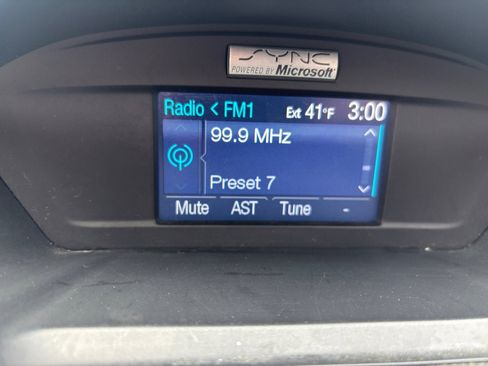 SYNC
POWERED BY Microsoft
Radio < FM1 Ext 41°F 3:00
99.9 MHz
Preset 7
Mute AST Tune -